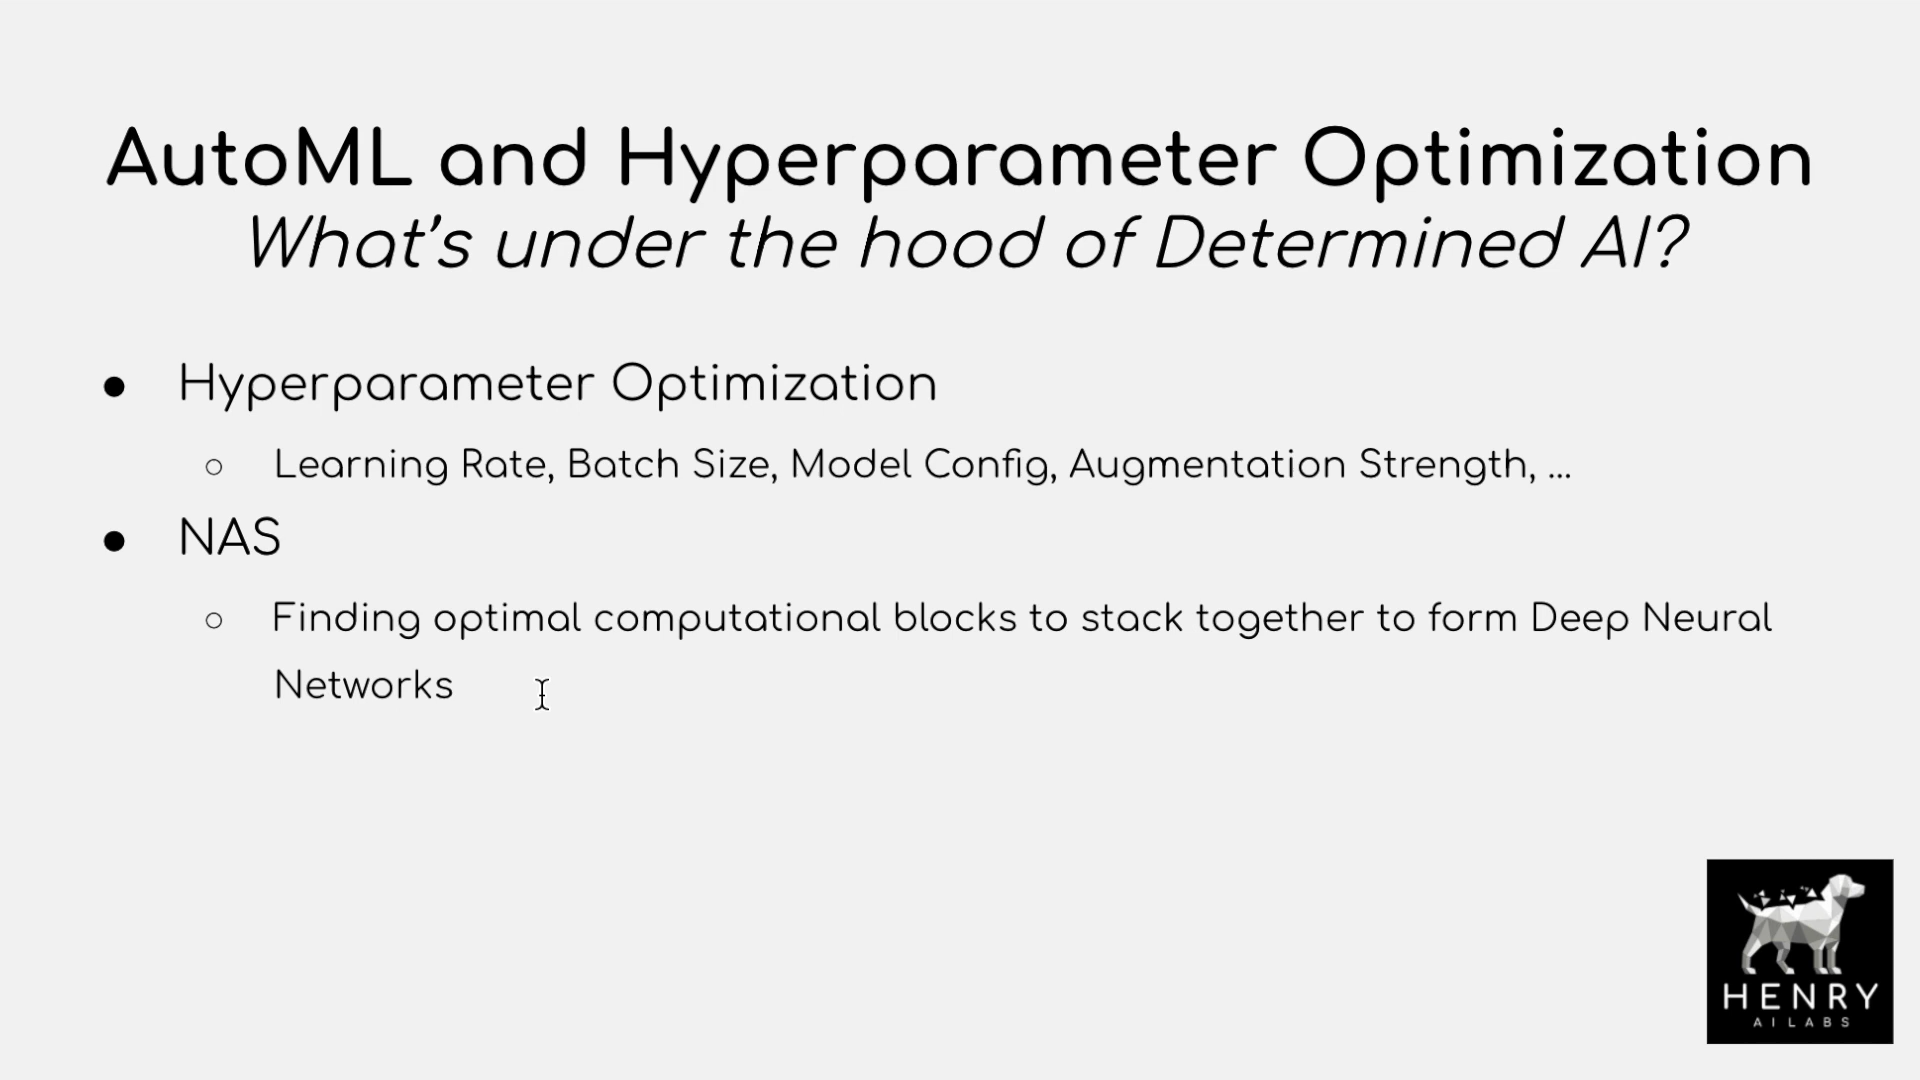 AutoML and Hyperparameter Optimization
What's under the hood of Determined AI?
● Hyperparameter Optimization
○ Learning Rate, Batch Size, Model Config, Augmentation Strength, ...
● NAS
○ Finding optimal computational blocks to stack together to form Deep Neural
Networks
HENRY
AI LABS